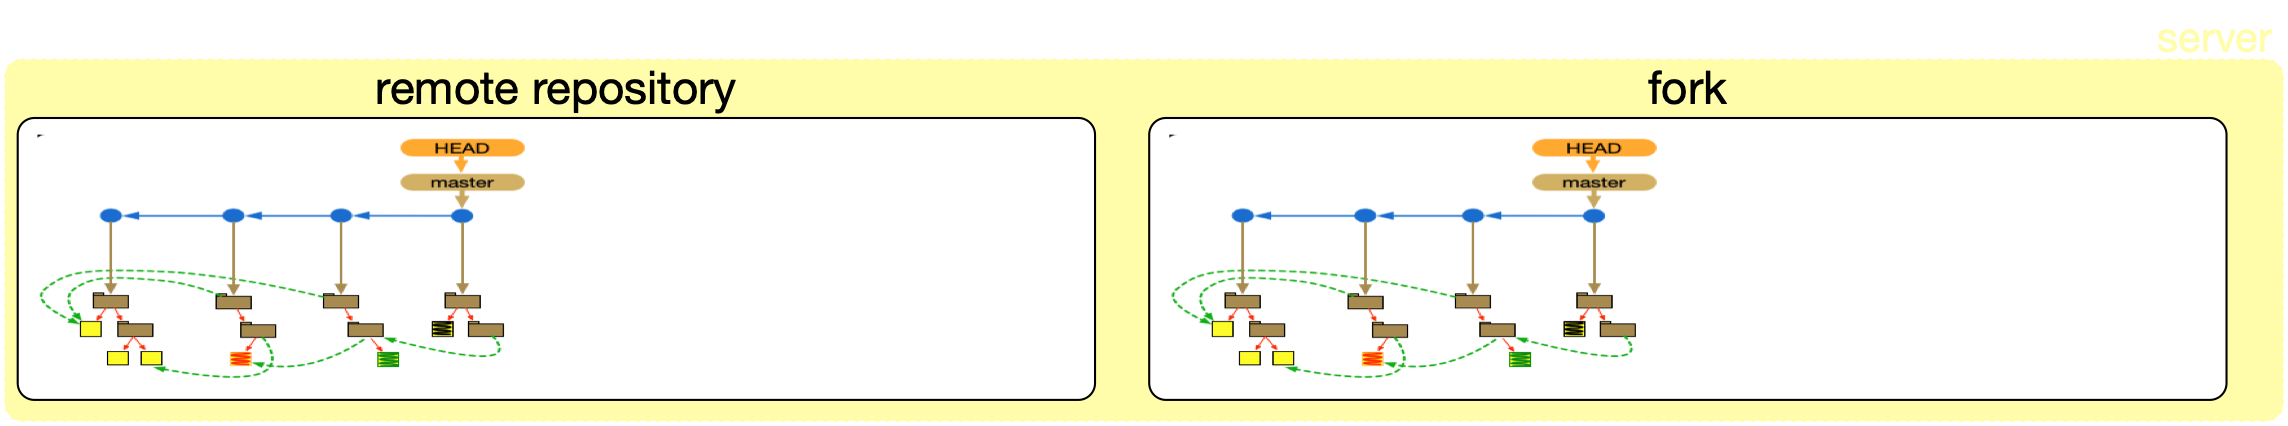 server
remote repository
fork
HEAD
master
HEAD
master